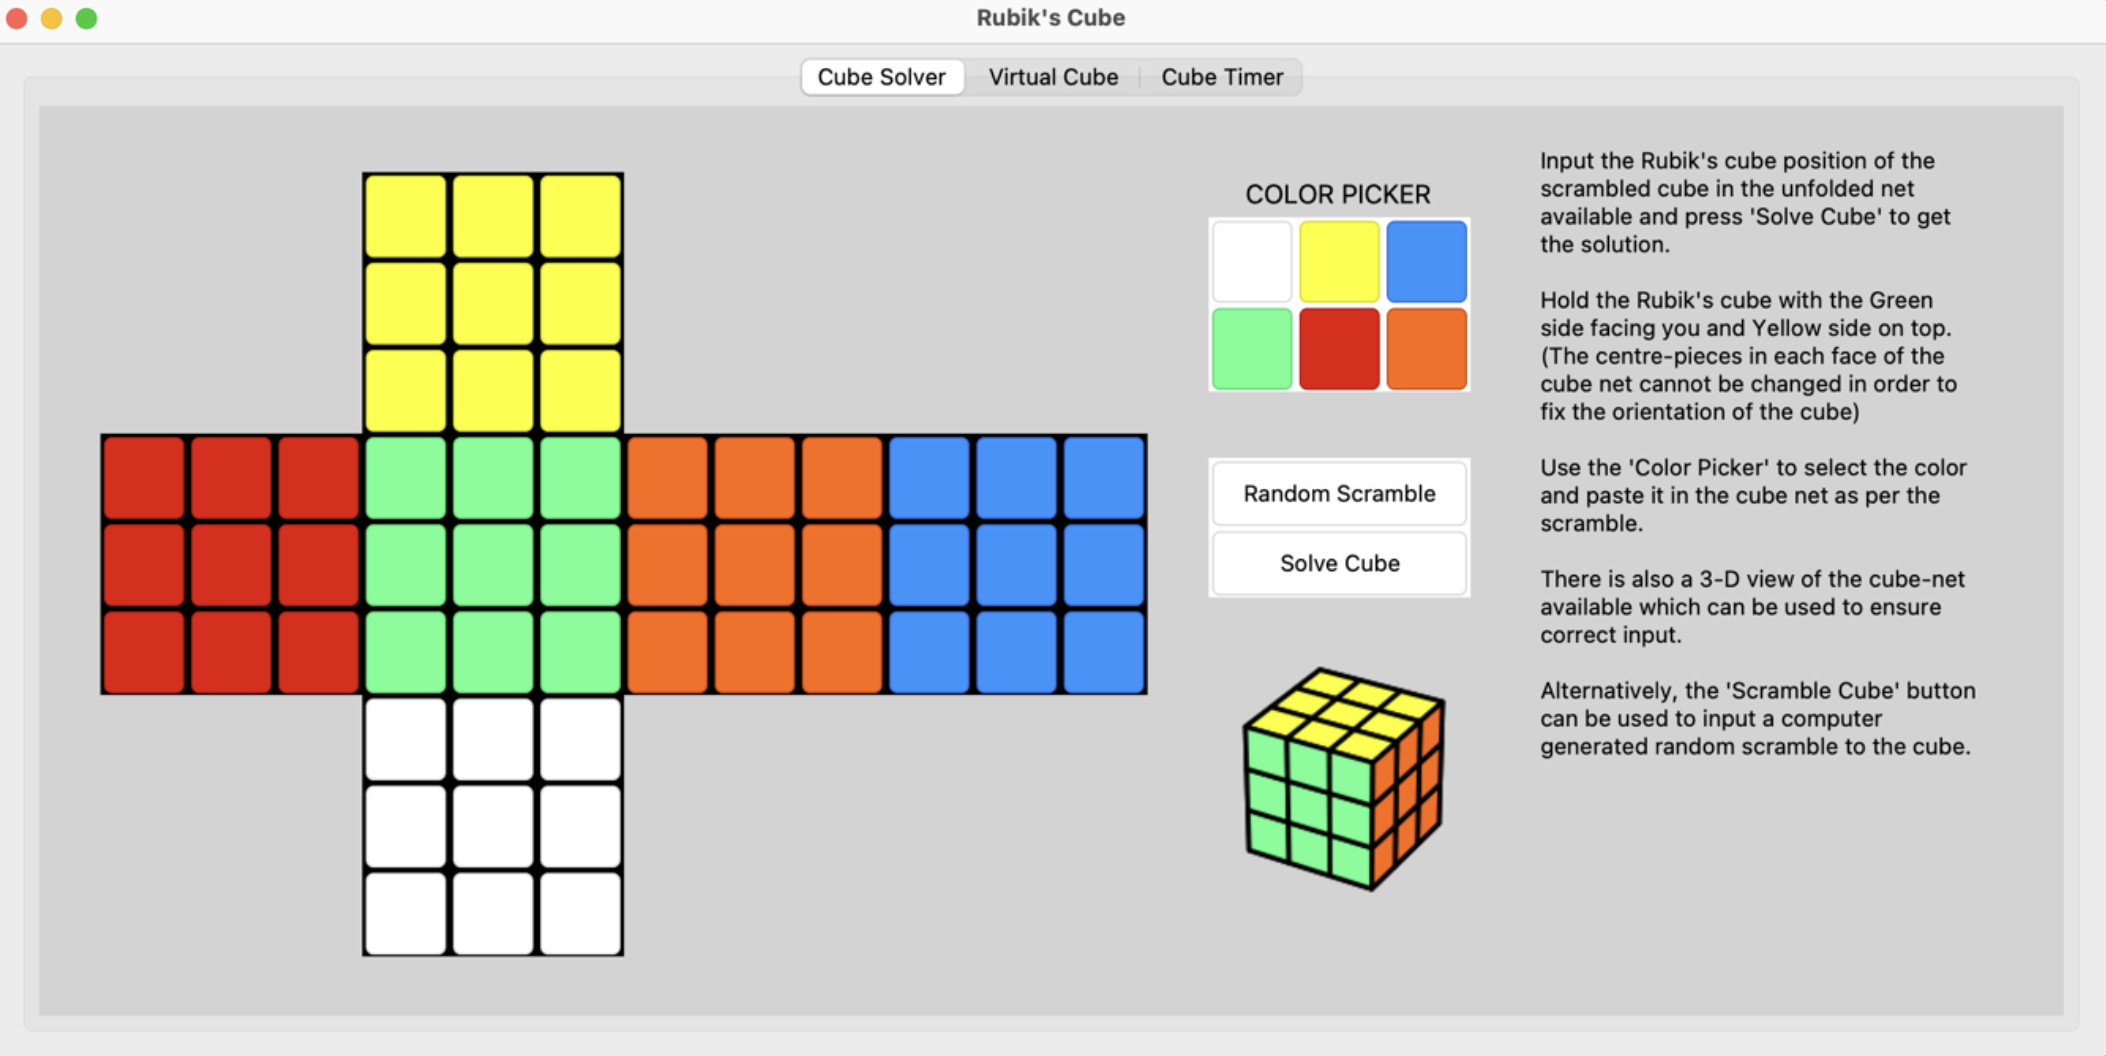 Rubik's Cube
Cube Solver
Virtual Cube
Cube Timer
COLOR PICKER
Random Scramble
Solve Cube
Input the Rubik's cube position of the
scrambled cube in the unfolded net
available and press 'Solve Cube' to get
the solution.
Hold the Rubik's cube with the Green
side facing you and Yellow side on top.
(The centre-pieces in each face of the
cube net cannot be changed in order to
fix the orientation of the cube)
Use the 'Color Picker' to select the color
and paste it in the cube net as per the
scramble.
There is also a 3-D view of the cube-net
available which can be used to ensure
correct input.
Alternatively, the 'Scramble Cube' button
can be used to input a computer
generated random scramble to the cube.